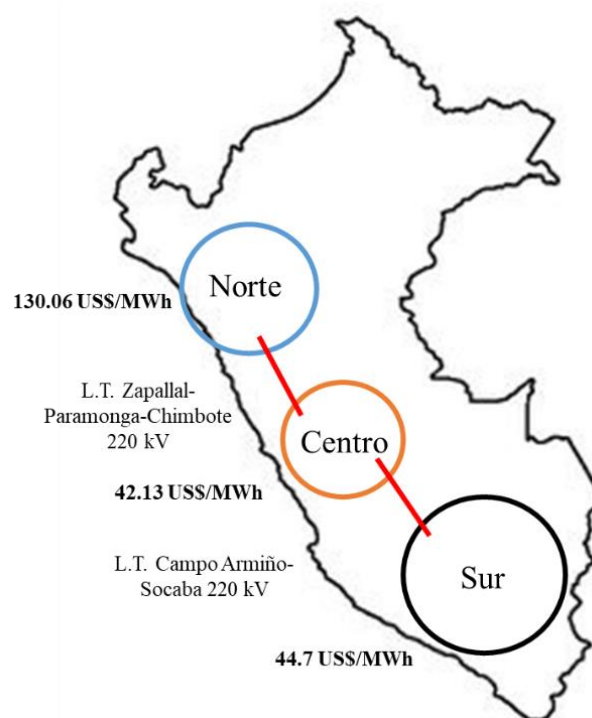 Norte
130.06 US$/MWh
L.T. Zapallal-
Paramonga-Chimbote
220 kV
Centro
42.13 US$/MWh
L.T. Campo Armiño-
Socaba 220 kV
Sur
44.7 US$/MWh